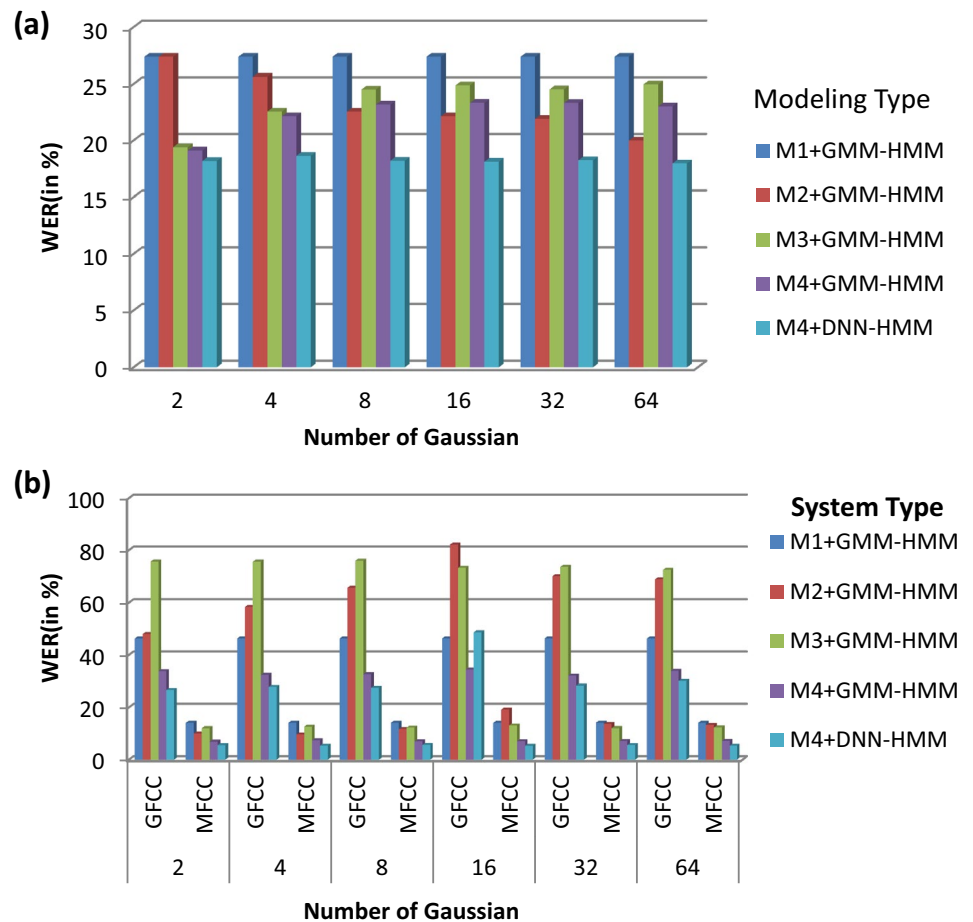 (a)
30
25
20
15
10
5
0
WER(in %)
2 4 8 16 32 64
Number of Gaussian
Modeling Type
M1+GMM-HMM
M2+GMM-HMM
M3+GMM-HMM
M4+GMM-HMM
M4+DNN-HMM
(b)
100
80
60
40
20
0
WER(in %)
GFCC MFCC GFCC MFCC GFCC MFCC GFCC MFCC GFCC MFCC GFCC MFCC
2 4 8 16 32 64
Number of Gaussian
System Type
M1+GMM-HMM
M2+GMM-HMM
M3+GMM-HMM
M4+GMM-HMM
M4+DNN-HMM